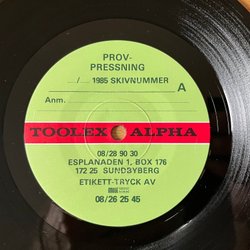 PROV-
PRESSNING
/ 1985 SKIVNUMMER
A
Anm.
TOOLEX ALPHA
08/28 90 30
ESPLANADEN 1, BOX 176
172 25 SUNDBYBERG
ETIKETT-TRYCK AV
08/26 25 45